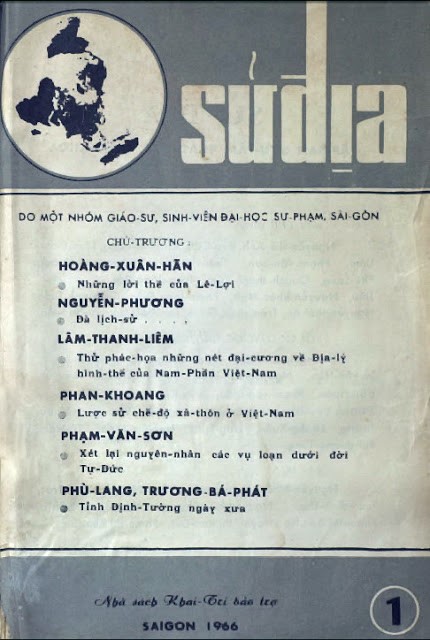 sửđịa
DO MỘT NHÓM GIÁO-SƯ, SINH-VIÊN ĐẠI-HỌC SƯ-PHẠM, SÀI-GÒN
CHỦ-TRƯƠNG :
HOÀNG-XUÂN-HÃN
Những lời thề của Lê-Lợi
NGUYỄN-PHƯƠNG
Đà lịch-sử . . . .
LÂM-THANH-LIÊM
Thử phác-họa những nét đại-cương về Địa-lý
hình-thể của Nam-Phần Việt-Nam
PHAN-KHOANG
Lược sử chế-độ xã-thôn ở Việt-Nam
PHẠM-VĂN-SƠN
Xét lại nguyên-nhân các vụ loạn dưới đời
Tự-Đức
PHÙ-LANG, TRƯƠNG-BÁ-PHÁT
Tỉnh Định-Tường ngày xưa
Nhà sách Khai-Trí bảo trợ
SAIGON 1966
1